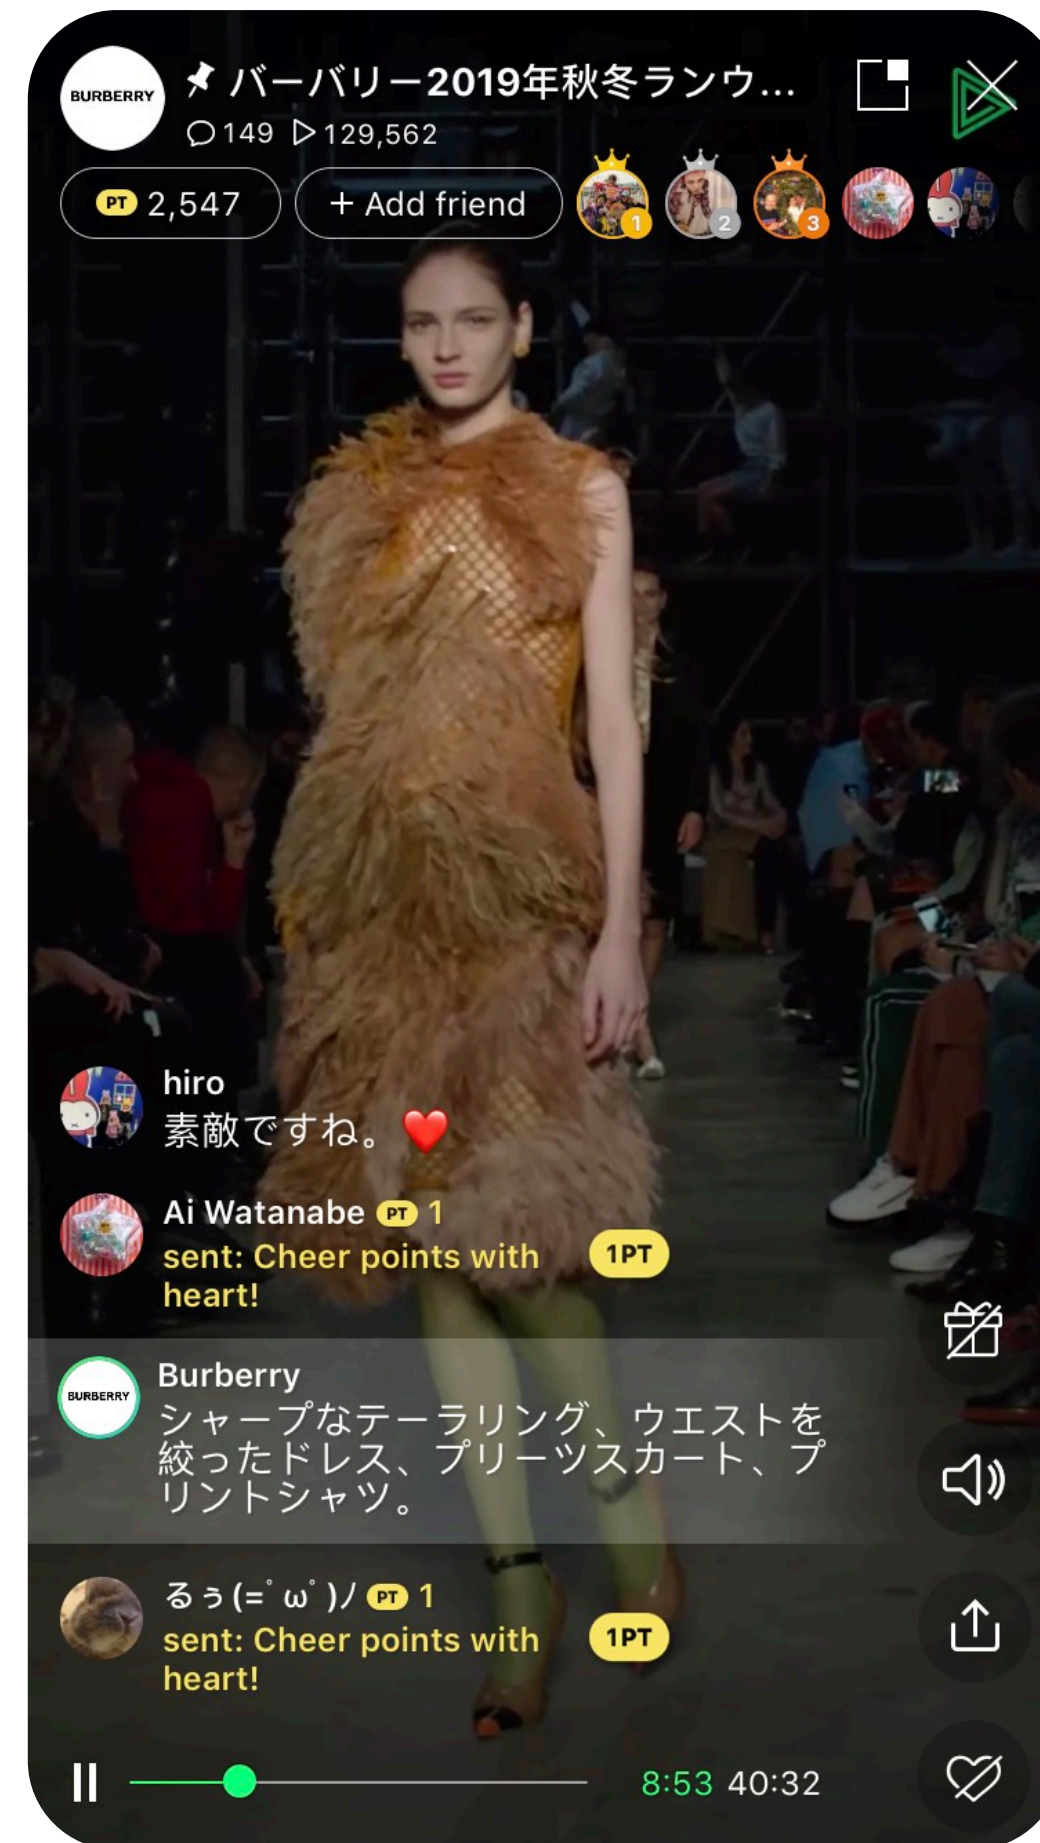 BURBERRY
バーバリー2019年秋冬ランウ...
149 129,562
PT 2,547
+ Add friend
1 2 3
hiro
素敵ですね。 ❤️
Ai Watanabe PT 1
sent: Cheer points with
heart!
1PT
Burberry
BURBERRY
シャープなテーラリング、ウエストを
絞ったドレス、プリーツスカート、プ
リントシャツ。
るぅ(=ﾟωﾟ)ノ PT 1
sent: Cheer points with
heart!
1PT
8:53 40:32